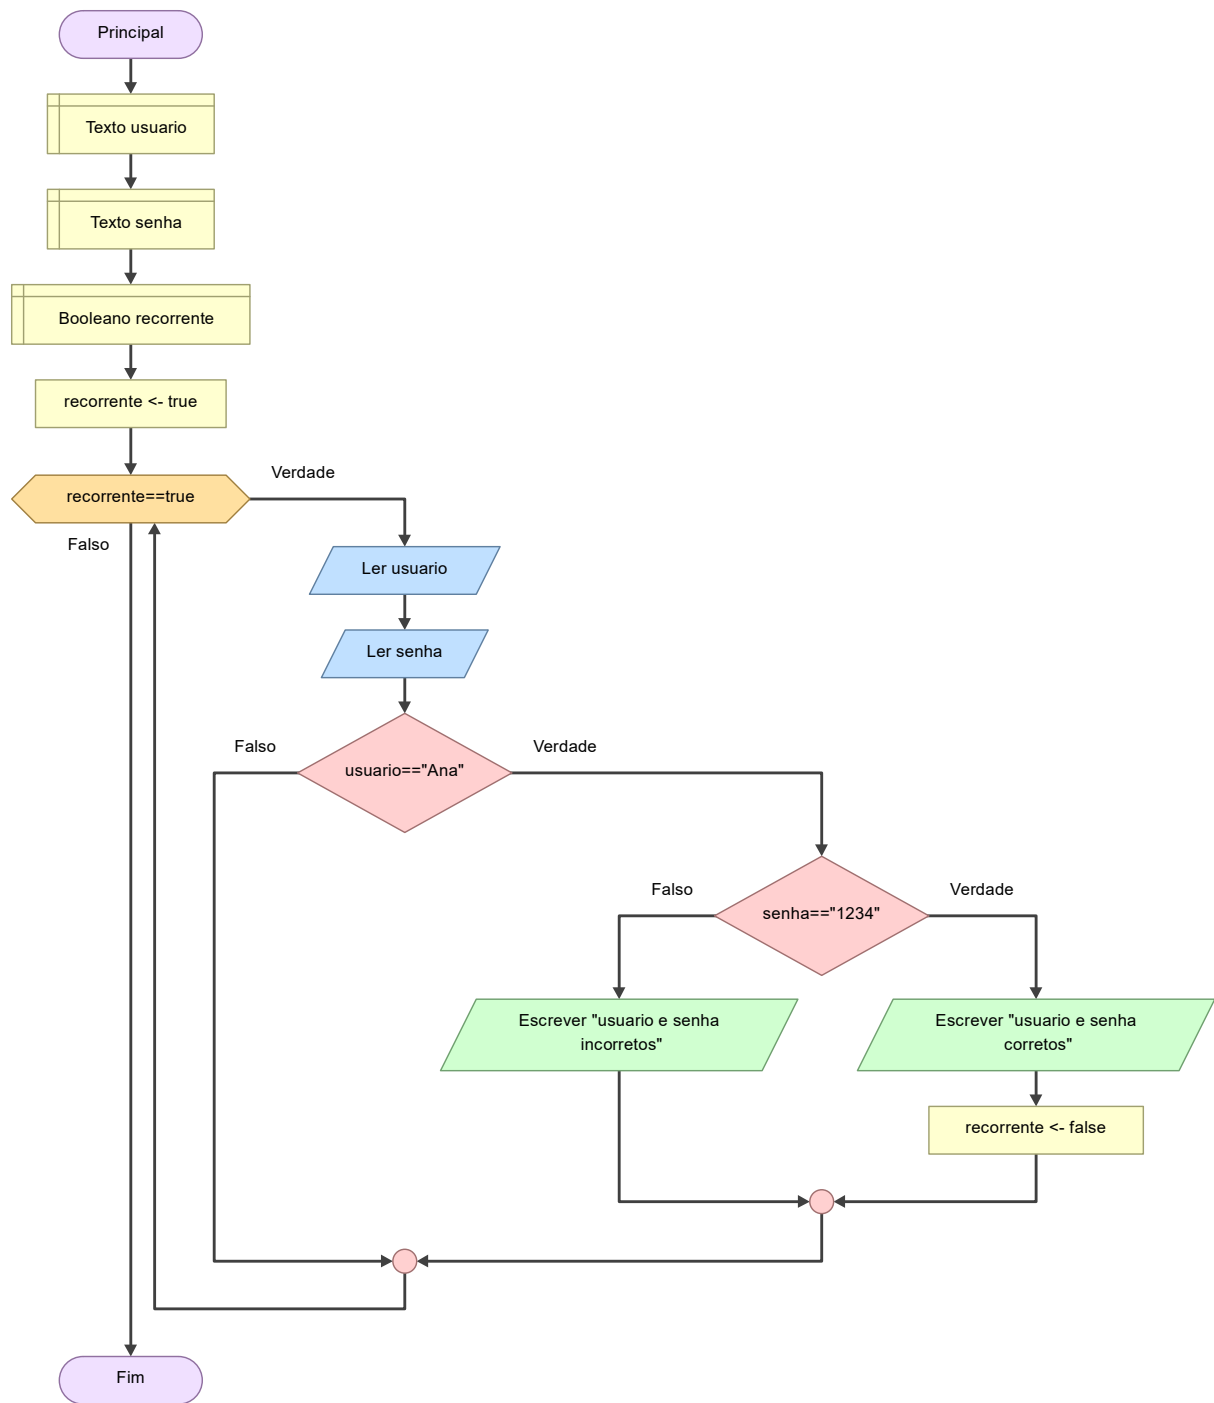 Principal
Texto usuario
Texto senha
Booleano recorrente
recorrente <- true
Verdade
recorrente==true
Falso
Ler usuario
Ler senha
Falso
Verdade
usuario=="Ana"
Falso
Verdade
senha=="1234"
Escrever "usuario e senha
incorretos"
Escrever "usuario e senha
corretos"
recorrente <- false
Fim